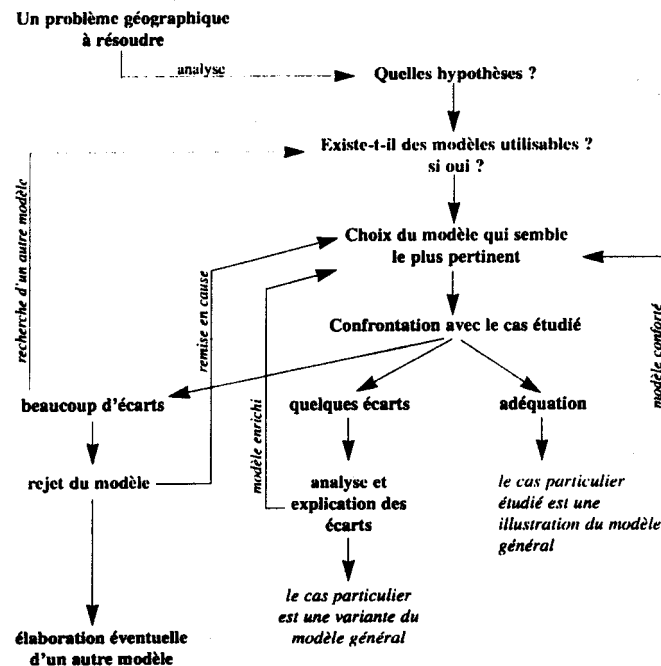 Un problème géographique
à résoudre
analyse
Quelles hypothèses ?
Existe-t-il des modèles utilisables ?
si oui ?
recherche d'un autre modèle
Choix du modèle qui semble
le plus pertinent
remise en cause
modèle enrichi
modèle conforté
Confrontation avec le cas étudié
beaucoup d'écarts
quelques écarts
adéquation
rejet du modèle
analyse et
explication des
écarts
le cas particulier
étudié est une
illustration du modèle
général
le cas particulier
est une variante du
modèle général
élaboration éventuelle
d'un autre modèle